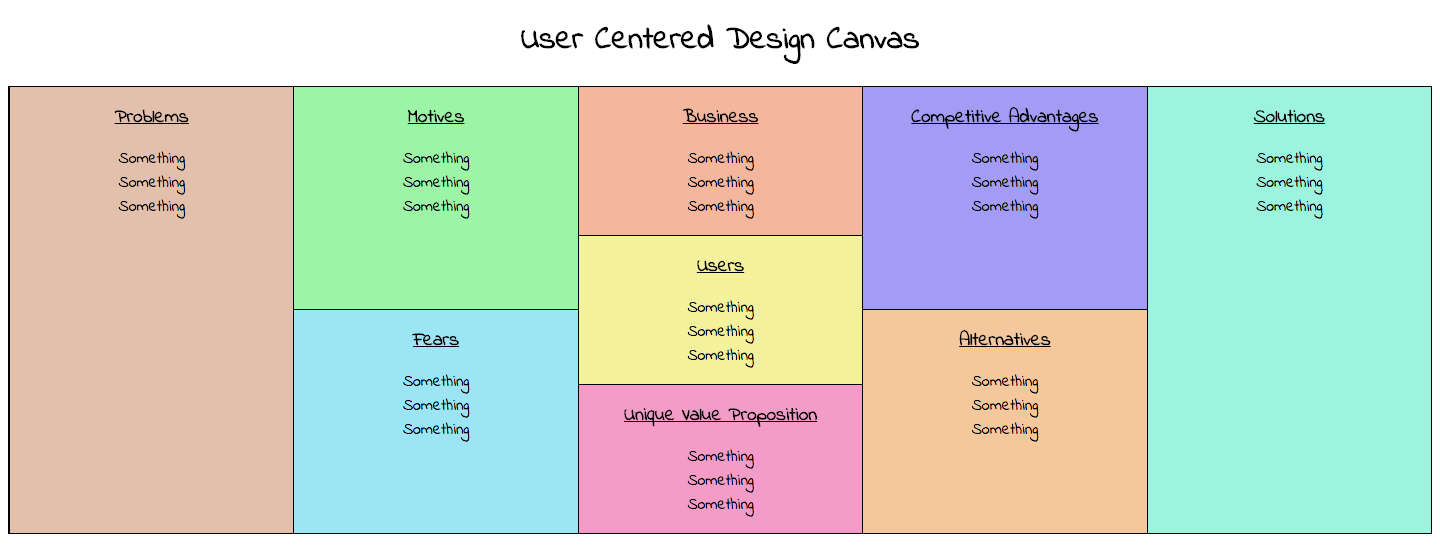 User Centered Design Canvas
Problems
Something
Something
Something
Motives
Something
Something
Something
Fears
Something
Something
Something
Business
Something
Something
Something
Users
Something
Something
Something
Unique Value Proposition
Something
Something
Something
Competitive Advantages
Something
Something
Something
Alternatives
Something
Something
Something
Solutions
Something
Something
Something